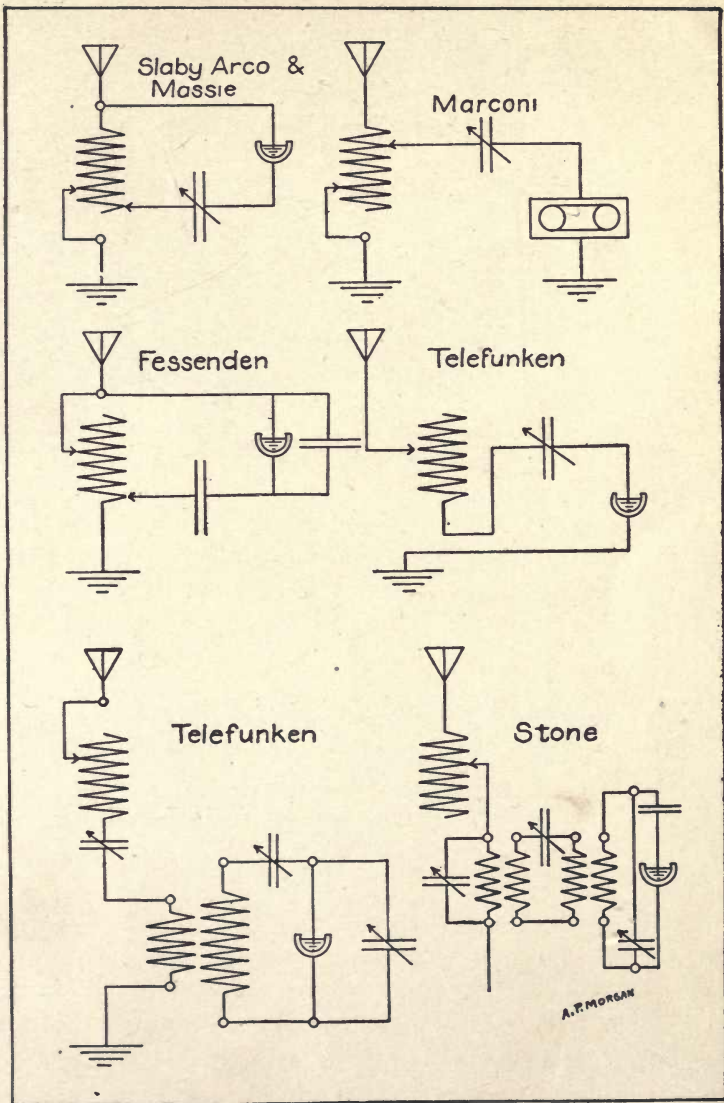 Slaby Arco &
Massie
Marconi
Fessenden
Telefunken
Telefunken
Stone
A.P. MORGAN